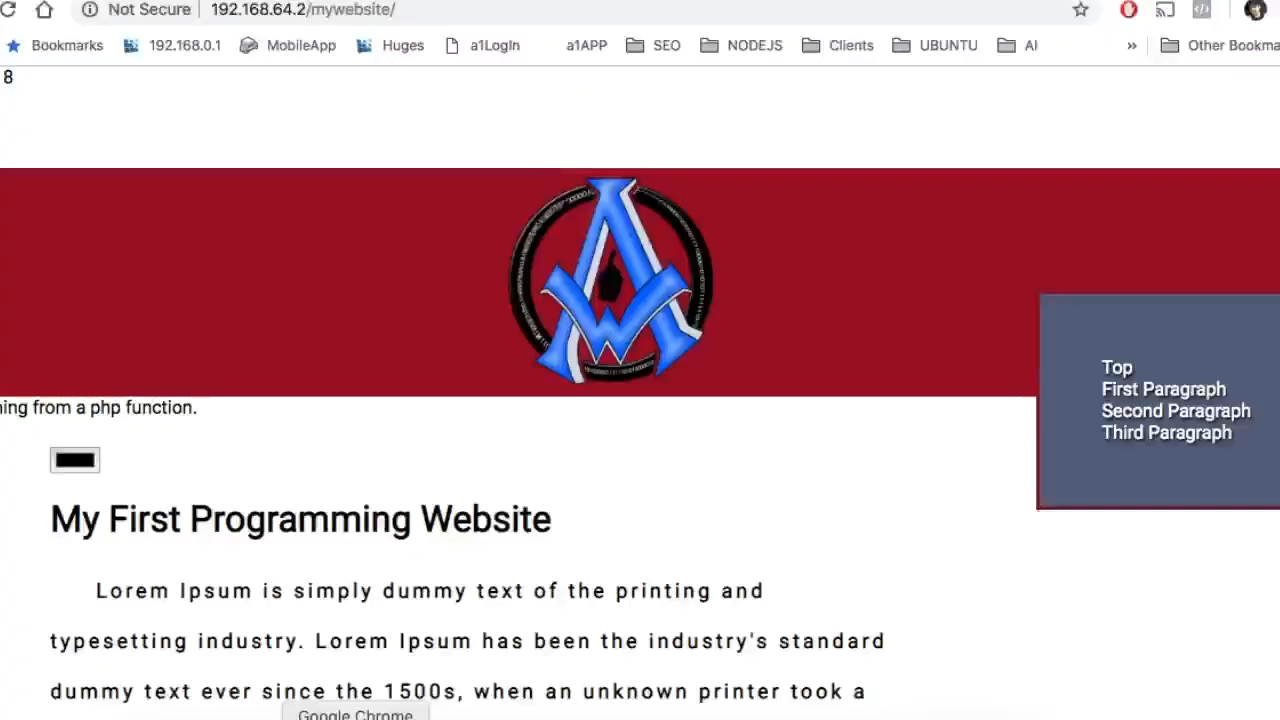 Not Secure 192.168.64.2/mywebsite/
Bookmarks 192.168.0.1 MobileApp Huges a1LogIn a1APP SEO NODEJS Clients UBUNTU AI » Other Bookma
8
ning from a php function.
Top
First Paragraph
Second Paragraph
Third Paragraph
My First Programming Website
Lorem Ipsum is simply dummy text of the printing and
typesetting industry. Lorem Ipsum has been the industry's standard
dummy text ever since the 1500s, when an unknown printer took a
Google Chrome